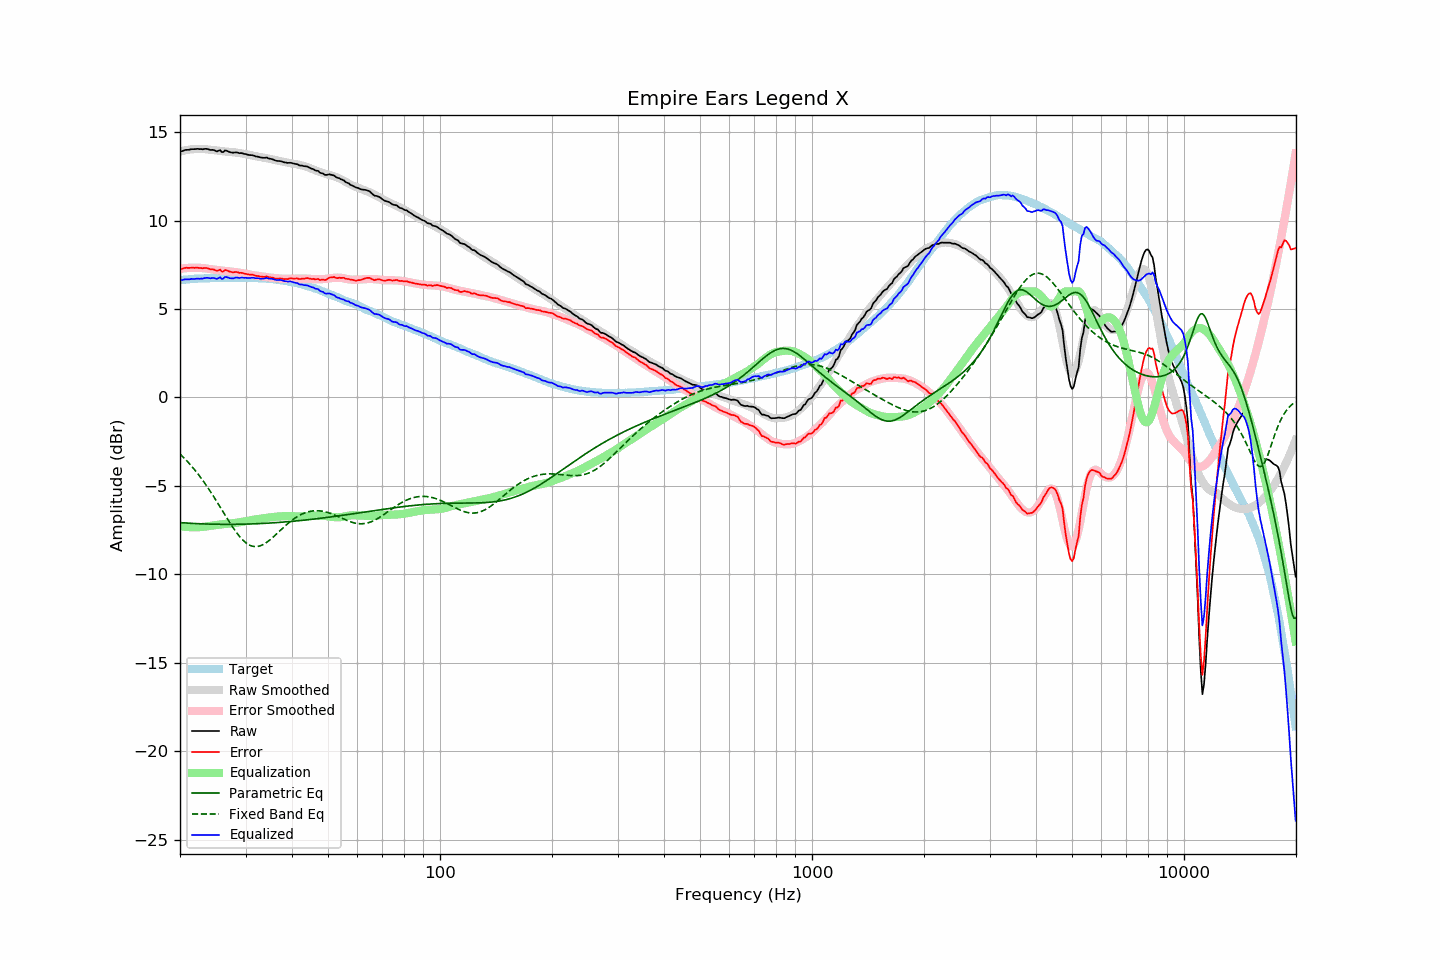 Empire Ears Legend X
15
10
5
0
−5
−10
−15
−20
−25
Amplitude (dBr)
Target
Raw Smoothed
Error Smoothed
Raw
Error
Equalization
Parametric Eq
Fixed Band Eq
Equalized
100
1000
10000
Frequency (Hz)